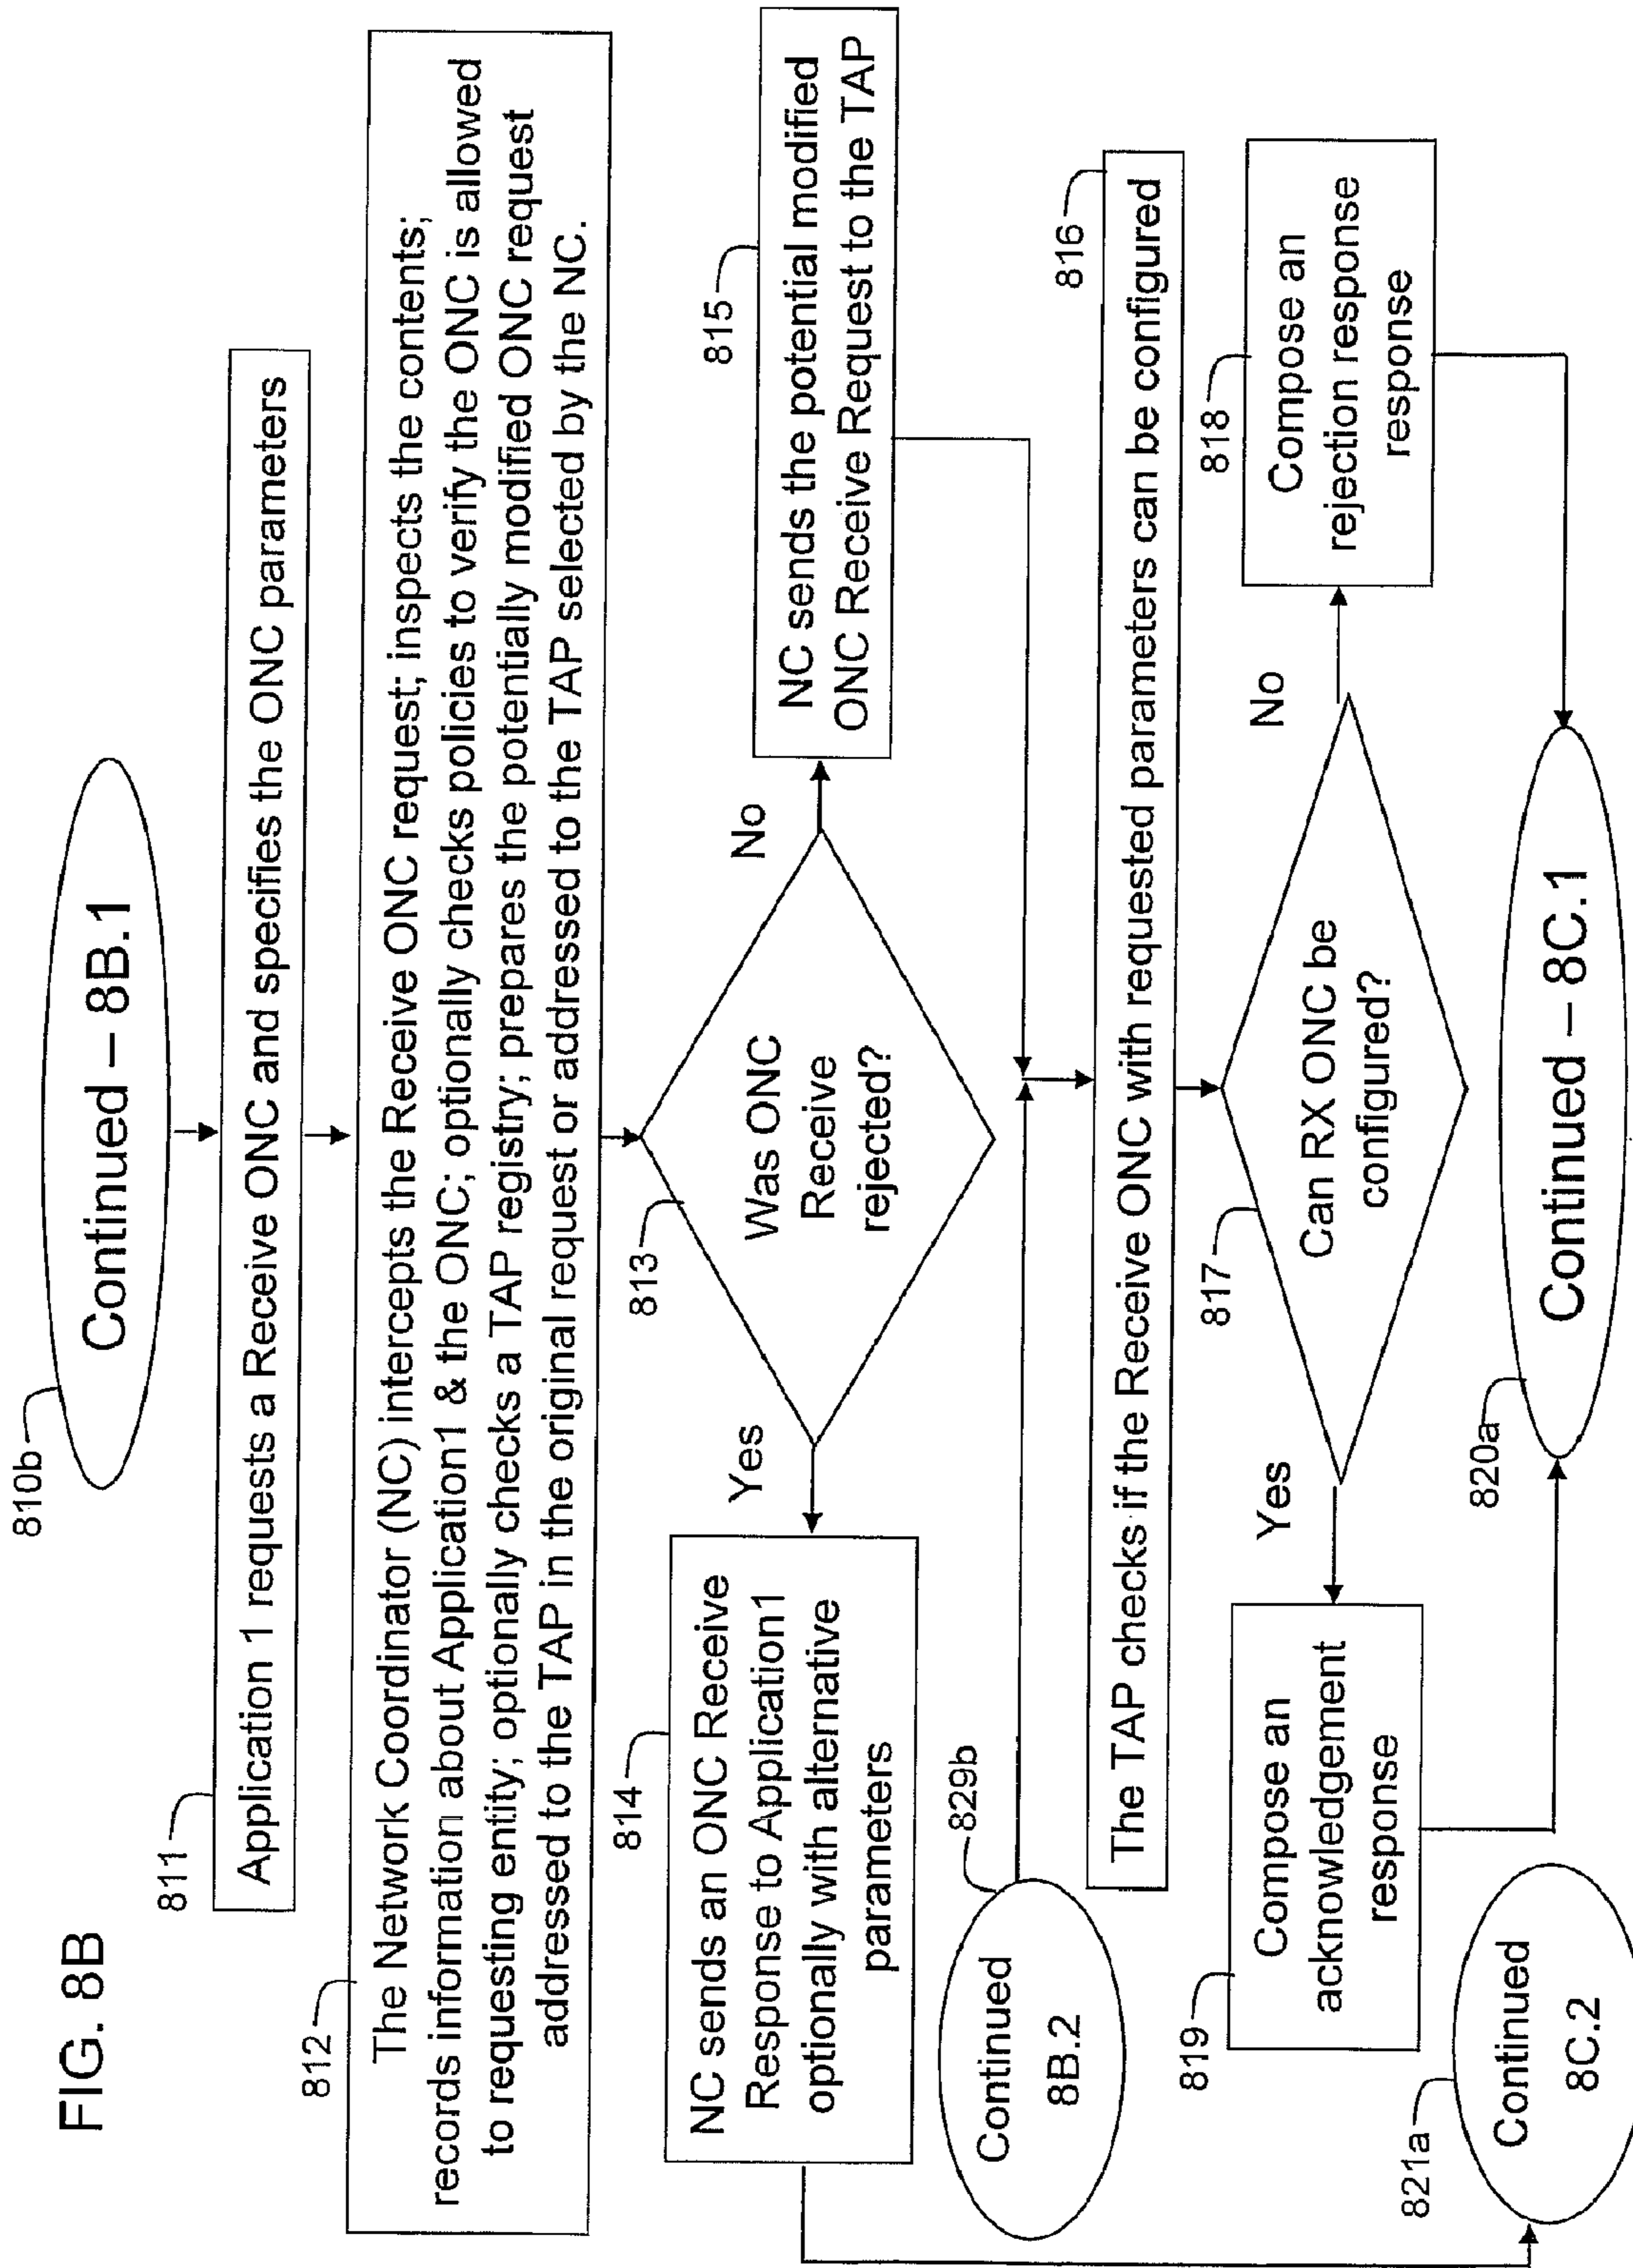 FIG. 8B
810b
Continued – 8B.1
811
Application 1 requests a Receive ONC and specifies the ONC parameters
812
The Network Coordinator (NC) intercepts the Receive ONC request; inspects the contents;
records information about Application1 & the ONC; optionally checks policies to verify the ONC is allowed
to requesting entity; optionally checks a TAP registry; prepares the potentially modified ONC request
addressed to the TAP in the original request or addressed to the TAP selected by the NC.
813
Was ONC
Receive
rejected?
Yes
No
814
NC sends an ONC Receive
Response to Application1
optionally with alternative
parameters
815
NC sends the potential modified
ONC Receive Request to the TAP
829b
Continued
8B.2
816
The TAP checks if the Receive ONC with requested parameters can be configured
817
Can RX ONC be
configured?
Yes
No
819
Compose an
acknowledgement
response
818
Compose an
rejection response
response
821a
Continued
8C.2
820a
Continued – 8C.1